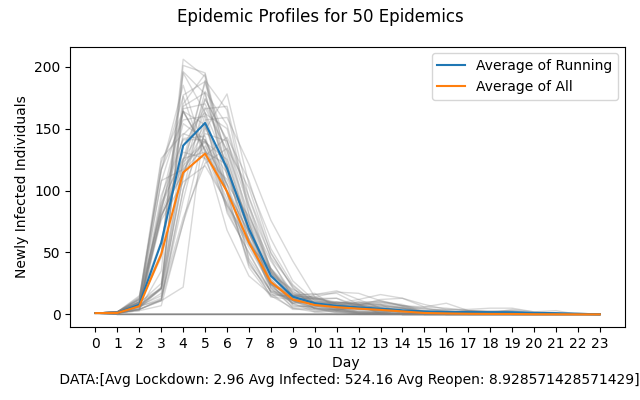 Epidemic Profiles for 50 Epidemics
Newly Infected Individuals
200
150
100
50
0
Average of Running
Average of All
0 1 2 3 4 5 6 7 8 9 10 11 12 13 14 15 16 17 18 19 20 21 22 23
Day
DATA:[Avg Lockdown: 2.96 Avg Infected: 524.16 Avg Reopen: 8.928571428571429]